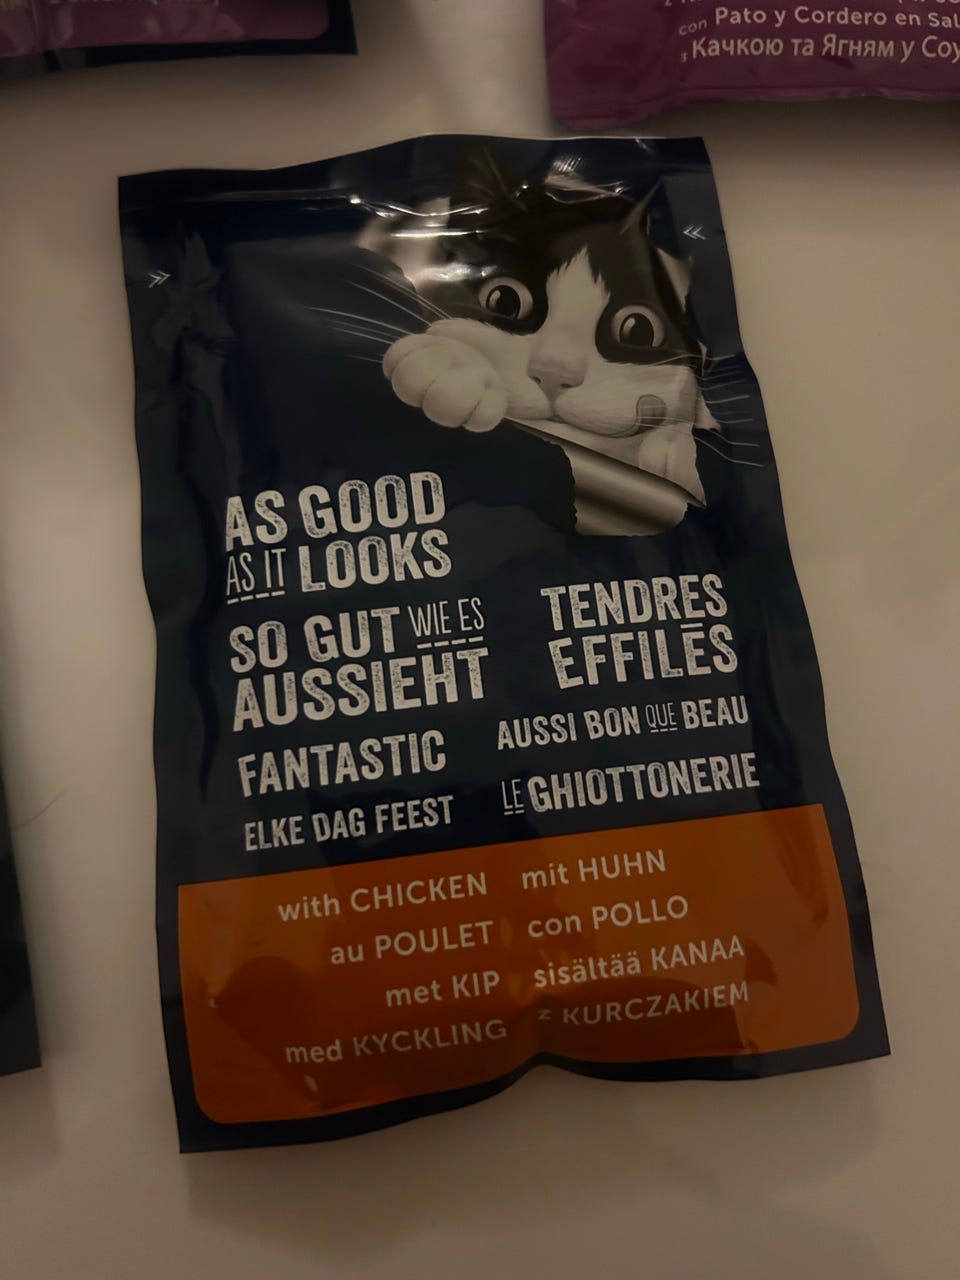 con Pato y Cordero en Sal
з Качкою та Ягням у Соу
AS GOOD
AS IT LOOKS
SO GUT WIE ES
AUSSIEHT
FANTASTIC
ELKE DAG FEEST
TENDRES
EFFILÉS
AUSSI BON QUE BEAU
LE GHIOTTONERIE
with CHICKEN
au POULET
met KIP
med KYCKLING
mit HUHN
con POLLO
sisältää KANAA
z KURCZAKIEM